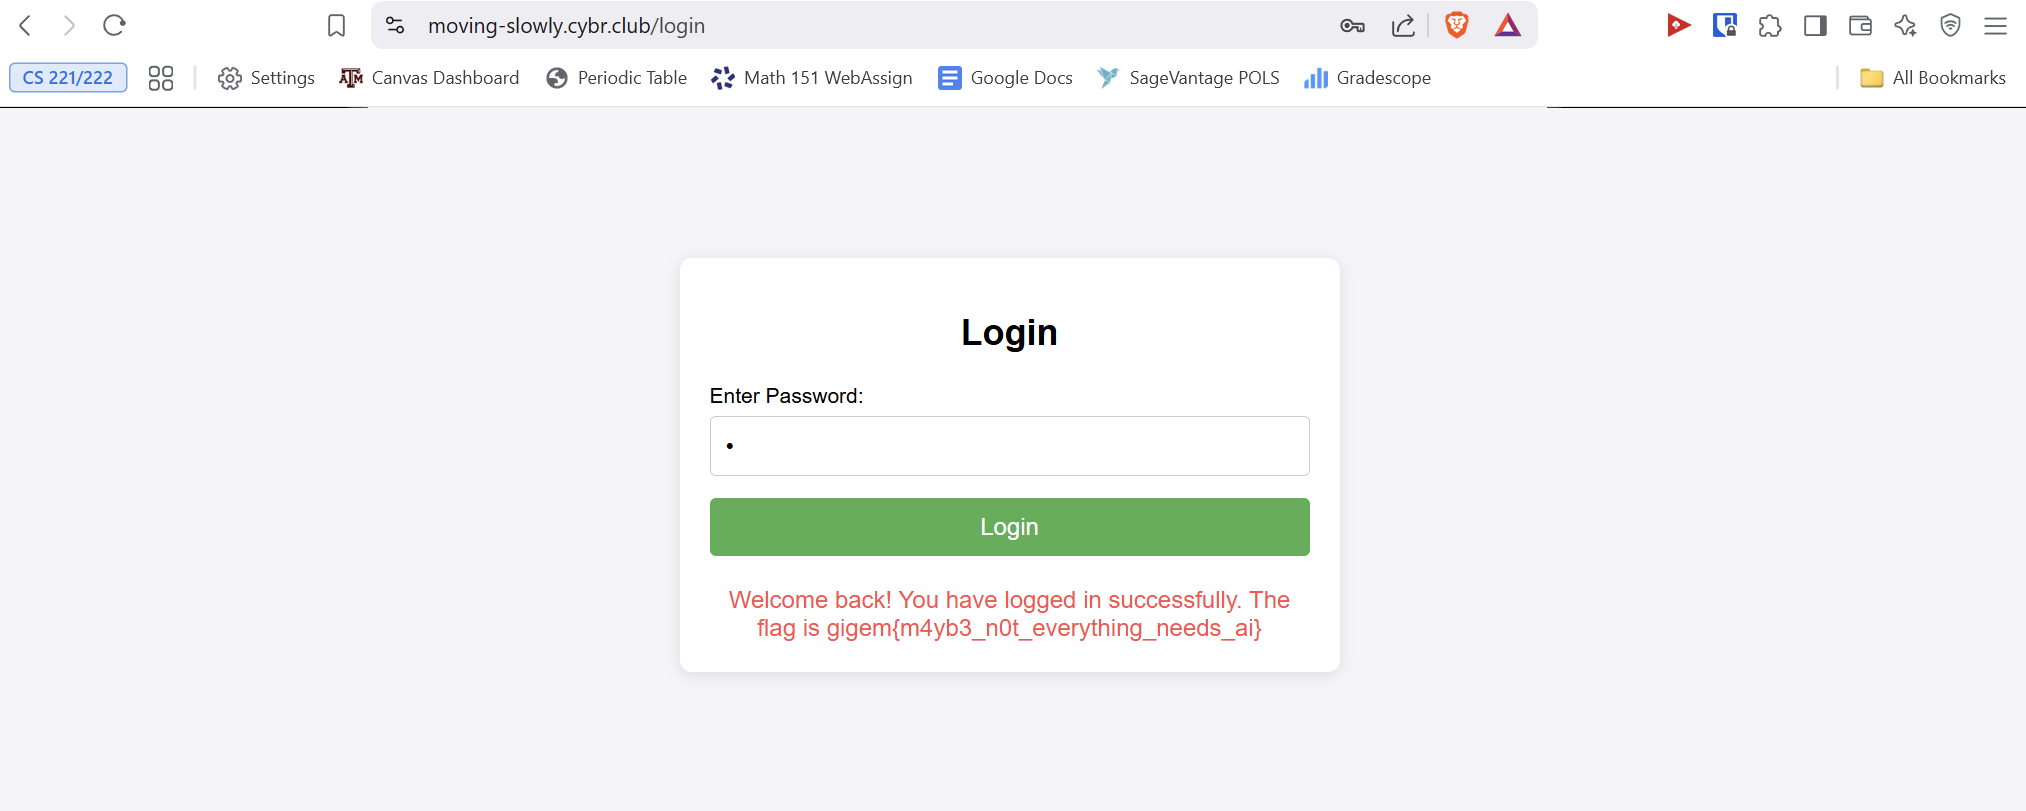 moving-slowly.cybr.club/login
CS 221/222 Settings Canvas Dashboard Periodic Table Math 151 WebAssign Google Docs SageVantage POLS Gradescope All Bookmarks
Login
Enter Password:
Login
Welcome back! You have logged in successfully. The
flag is gigem{m4yb3_n0t_everything_needs_ai}